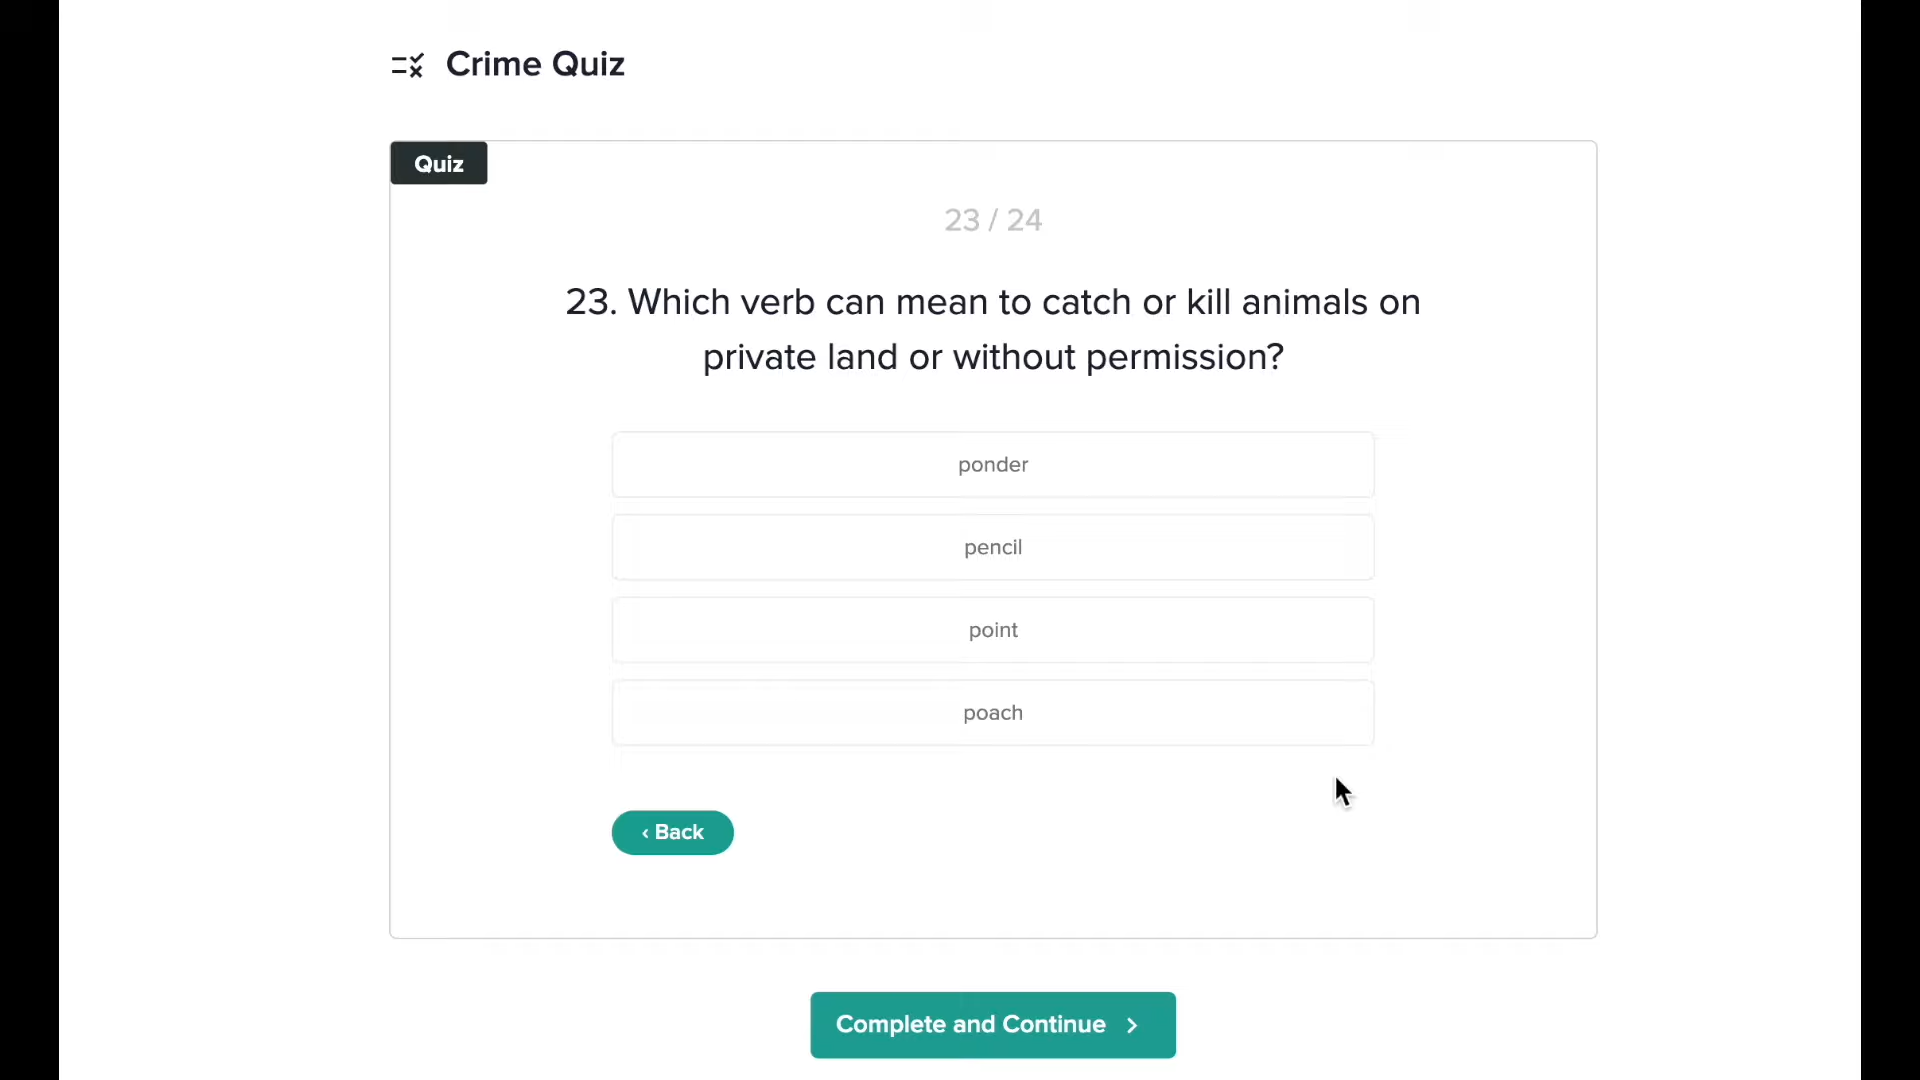 Crime Quiz
Quiz
23 / 24
23. Which verb can mean to catch or kill animals on
private land or without permission?
ponder
pencil
point
poach
‹ Back
Complete and Continue >